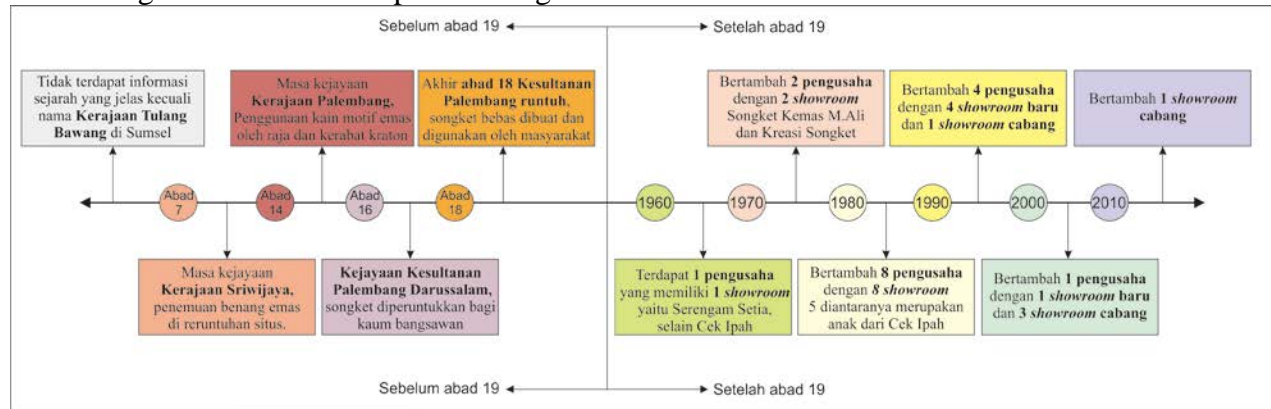 Sebelum abad 19
Setelah abad 19
Tidak terdapat informasi
sejarah yang jelas kecuali
nama Kerajaan Tulang
Bawang di Sumsel
Masa kejayaan
Kerajaan Palembang,
Penggunaan kain motif emas
oleh raja dan kerabat kraton
Akhir abad 18 Kesultanan
Palembang runtuh,
songket bebas dibuat dan
digunakan oleh masyarakat
Bertambah 2 pengusaha
dengan 2 showroom
Songket Kemas M.Ali
dan Kreasi Songket
Bertambah 4 pengusaha
dengan 4 showroom baru
dan 1 showroom cabang
Bertambah 1 showroom
cabang
Abad
7
Abad
14
Abad
16
Abad
18
1960
1970
1980
1990
2000
2010
Masa kejayaan
Kerajaan Sriwijaya,
penemuan benang emas
di reruntuhan situs.
Kejayaan Kesultanan
Palembang Darussalam,
songket diperuntukkan bagi
kaum bangsawan
Terdapat 1 pengusaha
yang memiliki 1 showroom
yaitu Serengam Setia,
selain Cek Ipah
Bertambah 8 pengusaha
dengan 8 showroom
5 diantaranya merupakan
anak dari Cek Ipah
Bertambah 1 pengusaha
dengan 1 showroom baru
dan 3 showroom cabang
Sebelum abad 19
Setelah abad 19